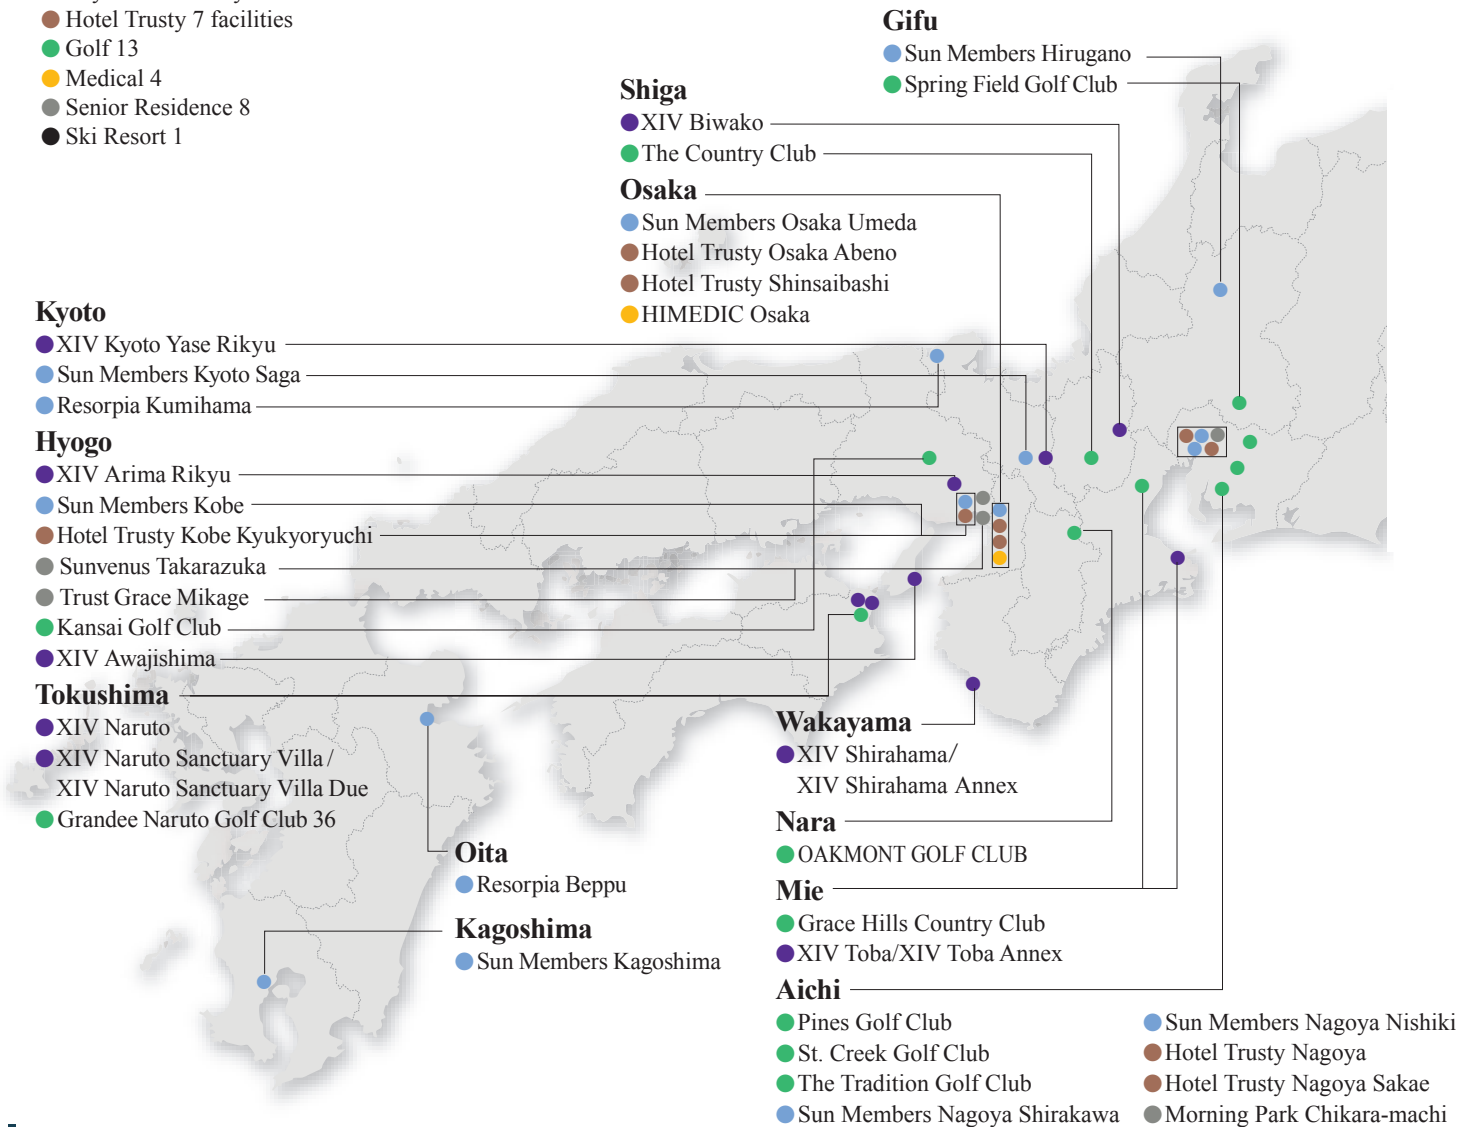 Hotel Trusty 7 facilities
Golf 13
Medical 4
Senior Residence 8
Ski Resort 1
Gifu
Sun Members Hirugano
Spring Field Golf Club
Shiga
XIV Biwako
The Country Club
Osaka
Sun Members Osaka Umeda
Hotel Trusty Osaka Abeno
Hotel Trusty Shinsaibashi
HIMEDIC Osaka
Kyoto
XIV Kyoto Yase Rikyu
Sun Members Kyoto Saga
Resorpia Kumihama
Hyogo
XIV Arima Rikyu
Sun Members Kobe
Hotel Trusty Kobe Kyukyoryuchi
Sunvenus Takarazuka
Trust Grace Mikage
Kansai Golf Club
XIV Awajishima
Tokushima
XIV Naruto
XIV Naruto Sanctuary Villa /
XIV Naruto Sanctuary Villa Due
Grandee Naruto Golf Club 36
Oita
Resorpia Beppu
Kagoshima
Sun Members Kagoshima
Wakayama
XIV Shirahama/
XIV Shirahama Annex
Nara
OAKMONT GOLF CLUB
Mie
Grace Hills Country Club
XIV Toba/XIV Toba Annex
Aichi
Pines Golf Club
St. Creek Golf Club
The Tradition Golf Club
Sun Members Nagoya Shirakawa
Sun Members Nagoya Nishiki
Hotel Trusty Nagoya
Hotel Trusty Nagoya Sakae
Morning Park Chikara-machi